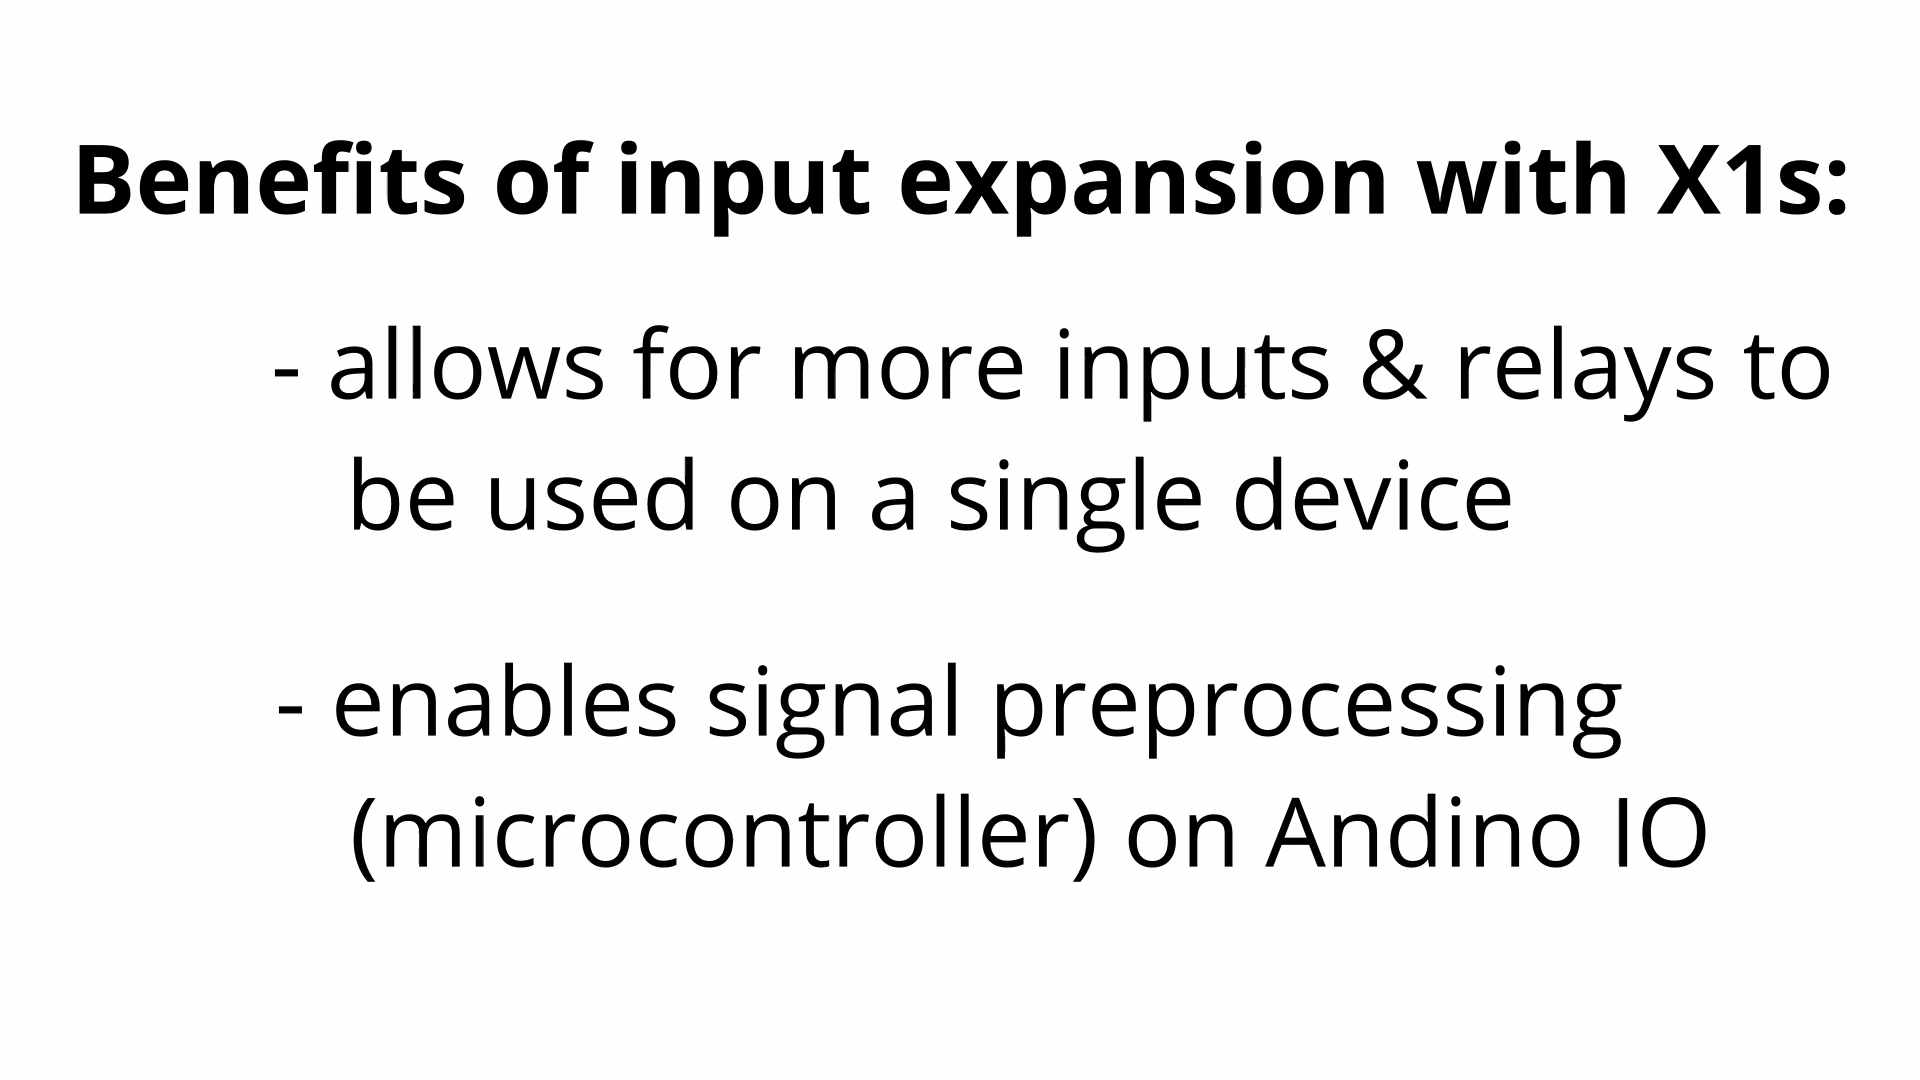 Benefits of input expansion with X1s:
- allows for more inputs & relays to
be used on a single device
- enables signal preprocessing
(microcontroller) on Andino IO